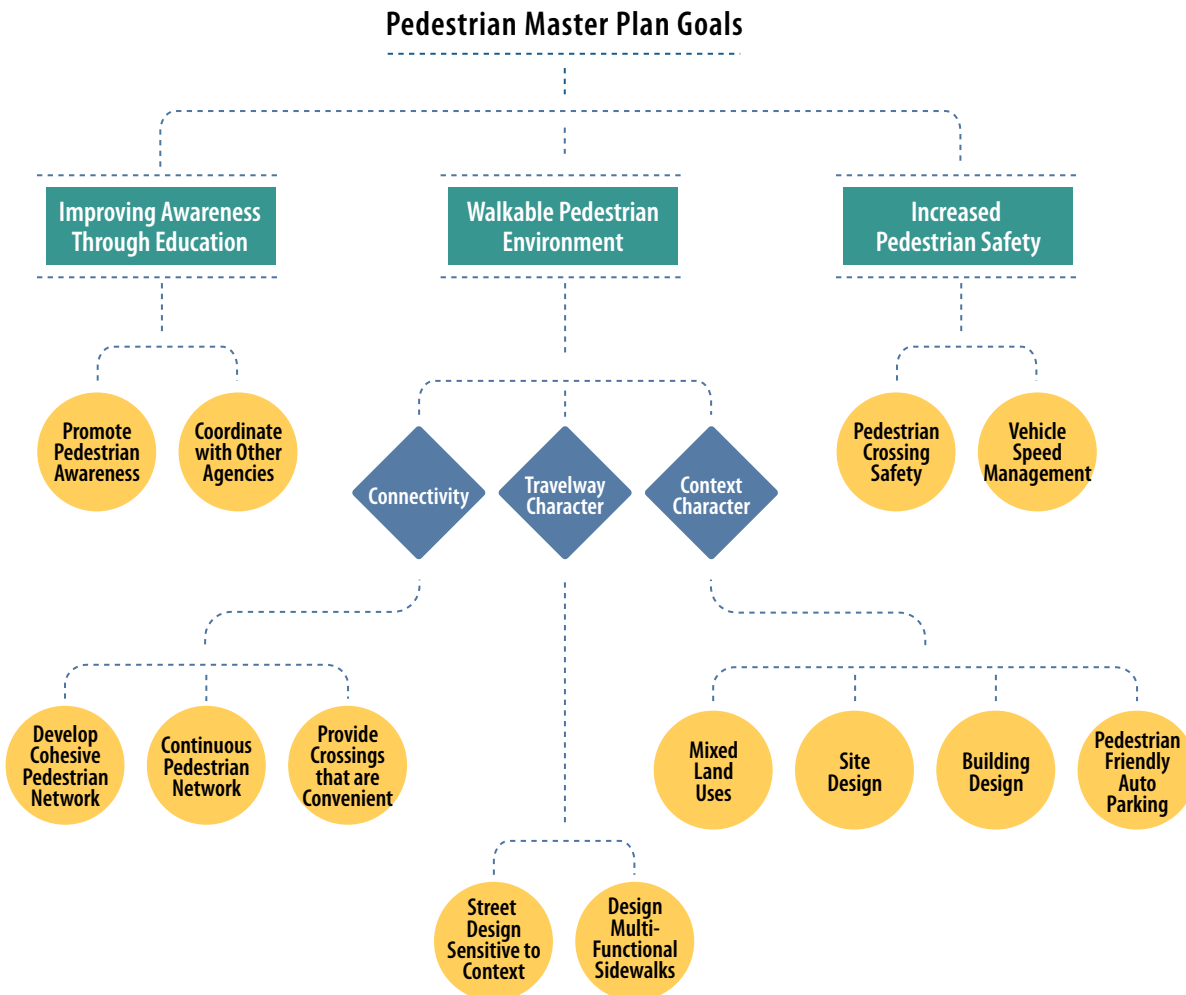 Pedestrian Master Plan Goals
Improving Awareness
Through Education
Walkable Pedestrian
Environment
Increased
Pedestrian Safety
Promote
Pedestrian
Awareness
Coordinate
with Other
Agencies
Connectivity
Travelway
Character
Context
Character
Pedestrian
Crossing
Safety
Vehicle
Speed
Management
Develop
Cohesive
Pedestrian
Network
Continuous
Pedestrian
Network
Provide
Crossings
that are
Convenient
Mixed
Land
Uses
Site
Design
Building
Design
Pedestrian
Friendly
Auto
Parking
Street
Design
Sensitive to
Context
Design
Multi-
Functional
Sidewalks